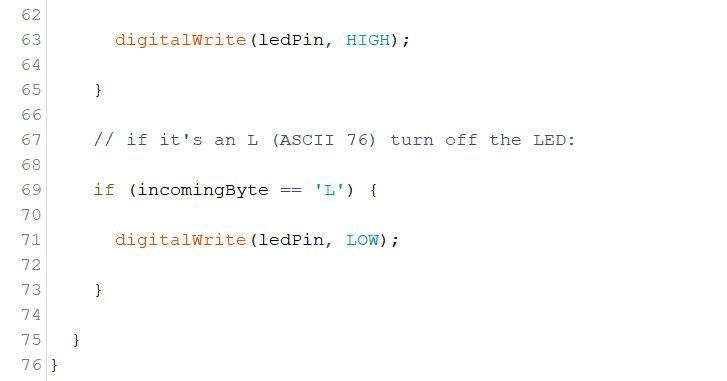 62
63 digitalWrite(ledPin, HIGH);
64
65 }
66
67 // if it's an L (ASCII 76) turn off the LED:
68
69 if (incomingByte == 'L') {
70
71 digitalWrite(ledPin, LOW);
72
73 }
74
75 }
76 }